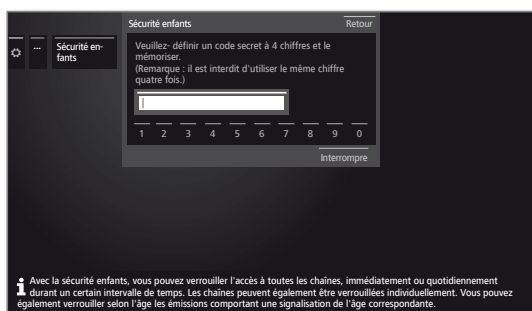 Sécurité enfants Retour
... Sécurité en-
fants
Veuillez- définir un code secret à 4 chiffres et le
mémoriser.
(Remarque : il est interdit d'utiliser le même chiffre
quatre fois.)
1 2 3 4 5 6 7 8 9 0
Interrompre
Avec la sécurité enfants, vous pouvez verrouiller l'accès à toutes les chaînes, immédiatement ou quotidiennement
durant un certain intervalle de temps. Les chaînes peuvent également être verrouillées individuellement. Vous pouvez
également verrouiller selon l'âge les émissions comportant une signalisation de l'âge correspondante.